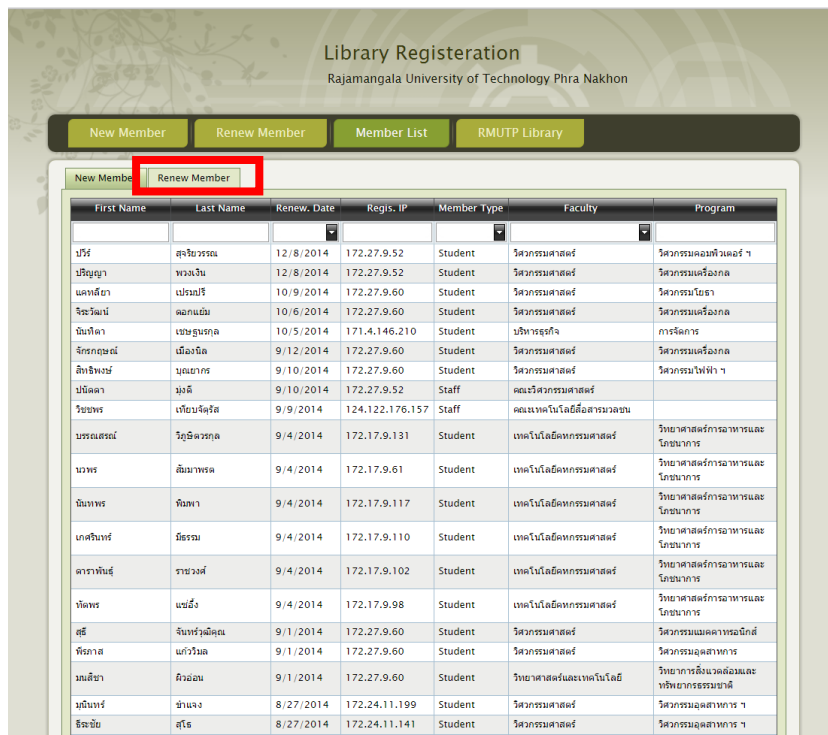 Library Registeration
Rajamangala University of Technology Phra Nakhon
New Member Renew Member Member List RMUTP Library
New Member Renew Member
First Name Last Name Renew. Date Regis. IP Member Type Faculty Program
ปวีร์ สุจริยวรรณ 12/8/2014 172.27.9.52 Student วิศวกรรมศาสตร์ วิศวกรรมคอมพิวเตอร์ ฯ
ปริญญา พวงเงิน 12/8/2014 172.27.9.52 Student วิศวกรรมศาสตร์ วิศวกรรมเครื่องกล
แคทลียา เปรมปรี 10/9/2014 172.27.9.60 Student วิศวกรรมศาสตร์ วิศวกรรมโยธา
จิระวัฒน์ ดอกแย้ม 10/6/2014 172.27.9.60 Student วิศวกรรมศาสตร์
นันทิดา เชษฐนรกุล 10/5/2014 171.4.146.210 Student บริหารธุรกิจ การจัดการ
จักรกฤษณ์ เมืองนิล 9/12/2014 172.27.9.60 Student วิศวกรรมศาสตร์ วิศวกรรมเครื่องกล
สิทธิพงษ์ บุณยากร 9/10/2014 172.27.9.60 Student วิศวกรรมศาสตร์ วิศวกรรมไฟฟ้า ฯ
ปนัดดา มุ่งดี 9/10/2014 172.27.9.52 Staff คณะวิศวกรรมศาสตร์
วิชชพร เทียบจัตุรัส 9/9/2014 124.122.176.157 Staff คณะเทคโนโลยีสื่อสารมวลชน
บรรณสรณ์ วิภูษิตวรกุล 9/4/2014 172.17.9.131 Student เทคโนโลยีคหกรรมศาสตร์ วิทยาศาสตร์การอาหารและ
โภชนาการ
นวพร สัมมาพรต 9/4/2014 172.17.9.61 Student เทคโนโลยีคหกรรมศาสตร์ วิทยาศาสตร์การอาหารและ
โภชนาการ
นันทพร พิมพา 9/4/2014 172.17.9.117 Student เทคโนโลยีคหกรรมศาสตร์ วิทยาศาสตร์การอาหารและ
โภชนาการ
เกศรินทร์ มีธรรม 9/4/2014 172.17.9.110 Student เทคโนโลยีคหกรรมศาสตร์ วิทยาศาสตร์การอาหารและ
โภชนาการ
ดาราพันธุ์ ราชวงศ์ 9/4/2014 172.17.9.102 Student เทคโนโลยีคหกรรมศาสตร์ วิทยาศาสตร์การอาหารและ
โภชนาการ
ทัตพร แซ่อึ้ง 9/4/2014 172.17.9.98 Student เทคโนโลยีคหกรรมศาสตร์ วิทยาศาสตร์การอาหารและ
โภชนาการ
สุธี จันทร์วุฒิคุณ 9/1/2014 172.27.9.60 Student วิศวกรรมศาสตร์ วิศวกรรมแมคคาทรอนิกส์
พีรภาส แก้ววิมล 9/1/2014 172.27.9.60 Student วิศวกรรมศาสตร์ วิศวกรรมอุตสาหการ
มนสิชา ผิวอ่อน 9/1/2014 172.27.9.60 Student วิทยาศาสตร์และเทคโนโลยี วิทยาการสิ่งแวดล้อมและ
ทรัพยากรธรรมชาติ
มุนินทร์ ขำแจง 8/27/2014 172.24.11.199 Student วิศวกรรมศาสตร์ วิศวกรรมอุตสาหการ ฯ
ธีระชัย สุโธ 8/27/2014 172.24.11.141 Student วิศวกรรมศาสตร์ วิศวกรรมอุตสาหการ ฯ